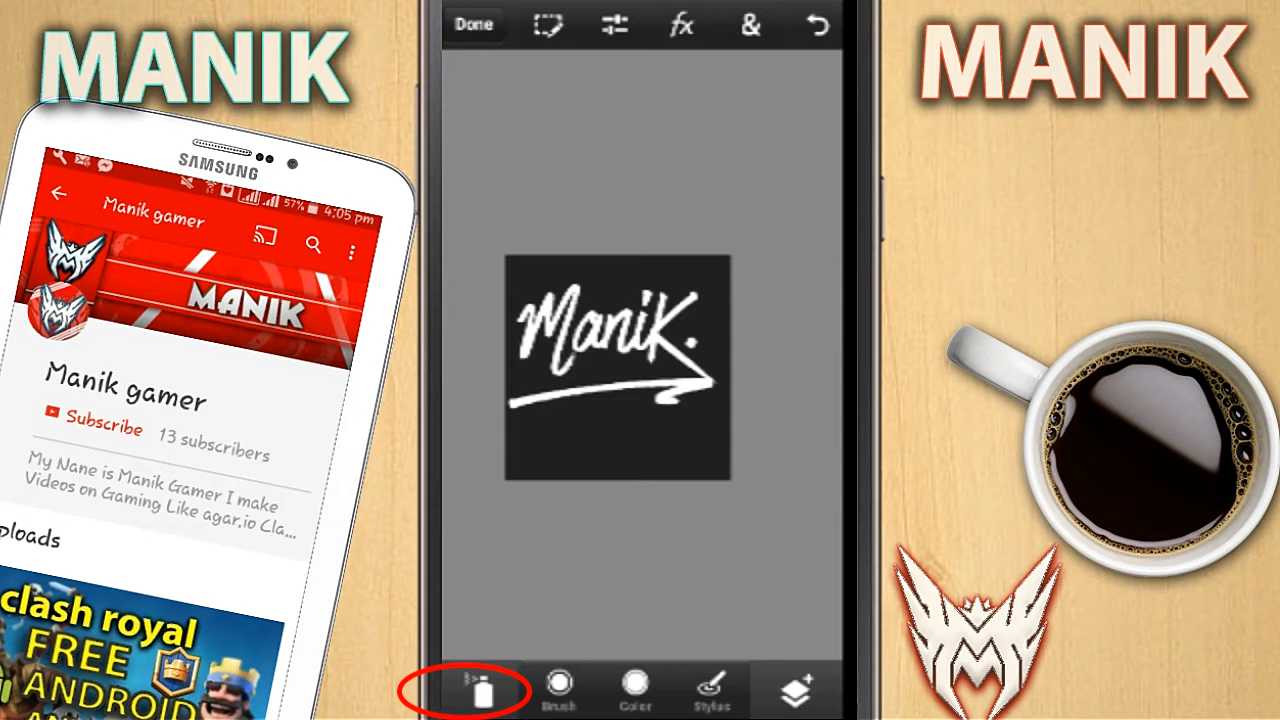 MANIK
MANIK
Done
fx
&
SAMSUNG
57% 4:05 pm
Manik gamer
MANIK
Manik gamer
Subscribe 13 subscribers
My Name is Manik Gamer I make
Videos on Gaming Like agar.io Cla...
ploads
clash royal
FREE
ANDROID
Manik.
Brush
Color
Stylus